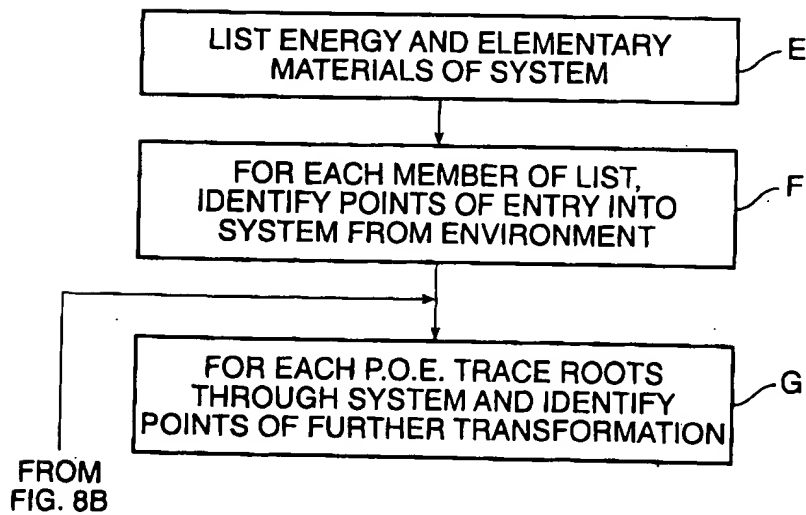 LIST ENERGY AND ELEMENTARY
MATERIALS OF SYSTEM
E
FOR EACH MEMBER OF LIST,
IDENTIFY POINTS OF ENTRY INTO
SYSTEM FROM ENVIRONMENT
F
FOR EACH P.O.E. TRACE ROOTS
THROUGH SYSTEM AND IDENTIFY
POINTS OF FURTHER TRANSFORMATION
G
FROM
FIG. 8B